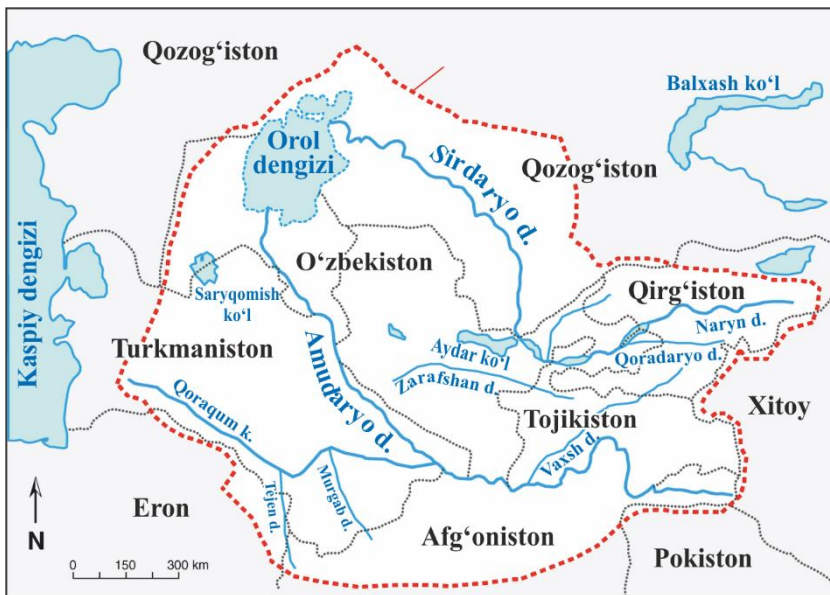 Qozog‘iston
Balxash ko‘l
Orol
dengizi
Sirdaryo d.
Qozog‘iston
Kaspiy dengizi
O‘zbekiston
Saryqomish
ko‘l
Qirg‘iston
Naryn d.
Turkmaniston
Amudaryo d.
Aydar ko‘l
Qoradaryo d.
Zarafshan d.
Qoraqum k.
Tojikiston
Xitoy
Vaxsh d.
Eron
Tejen d.
Murgab d.
Afg‘oniston
Pokiston
N
0 150 300 km